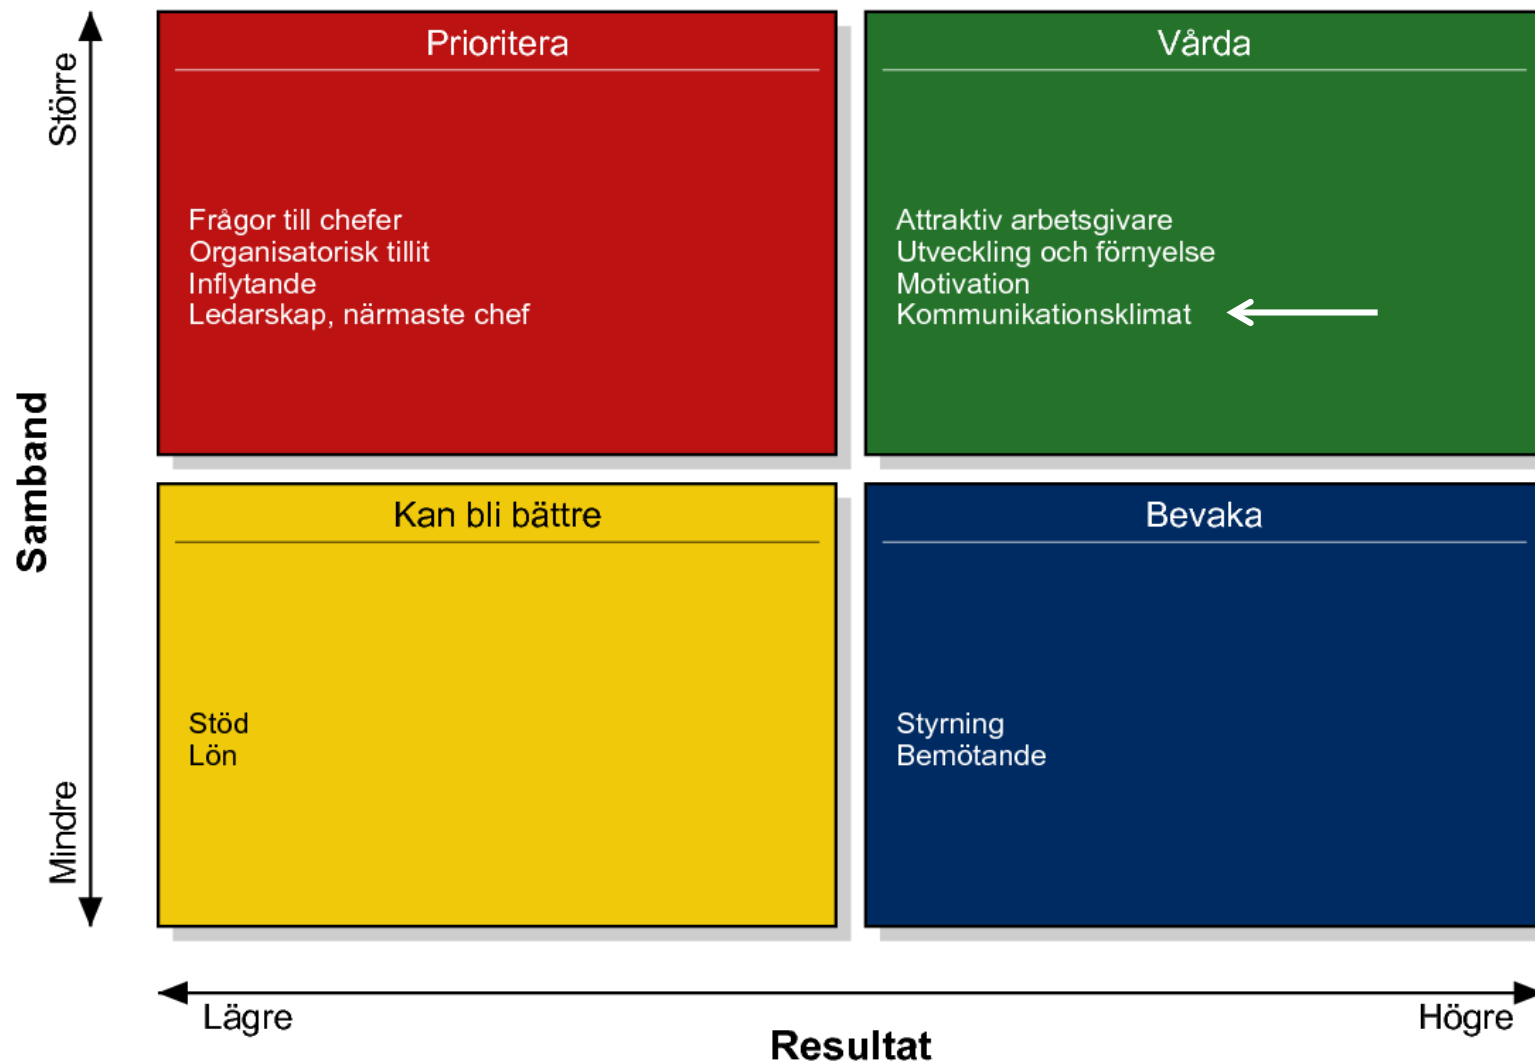 Större
Samband
Mindre
Prioritera
Frågor till chefer
Organisatorisk tillit
Inflytande
Ledarskap, närmaste chef
Vårda
Attraktiv arbetsgivare
Utveckling och förnyelse
Motivation
Kommunikationsklimat
Kan bli bättre
Stöd
Lön
Bevaka
Styrning
Bemötande
Lägre
Resultat
Högre